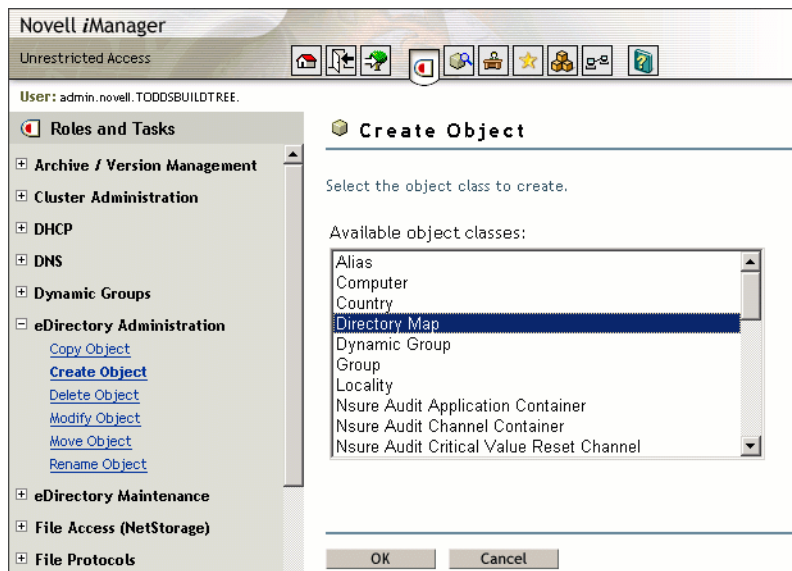 Novell iManager
Unrestricted Access
User: admin.novell.TODDSBUILDTREE.
Roles and Tasks
Archive / Version Management
Cluster Administration
DHCP
DNS
Dynamic Groups
eDirectory Administration
Copy Object
Create Object
Delete Object
Modify Object
Move Object
Rename Object
eDirectory Maintenance
File Access (NetStorage)
File Protocols
Create Object
Select the object class to create.
Available object classes:
Alias
Computer
Country
Directory Map
Dynamic Group
Group
Locality
Nsure Audit Application Container
Nsure Audit Channel Container
Nsure Audit Critical Value Reset Channel
OK
Cancel